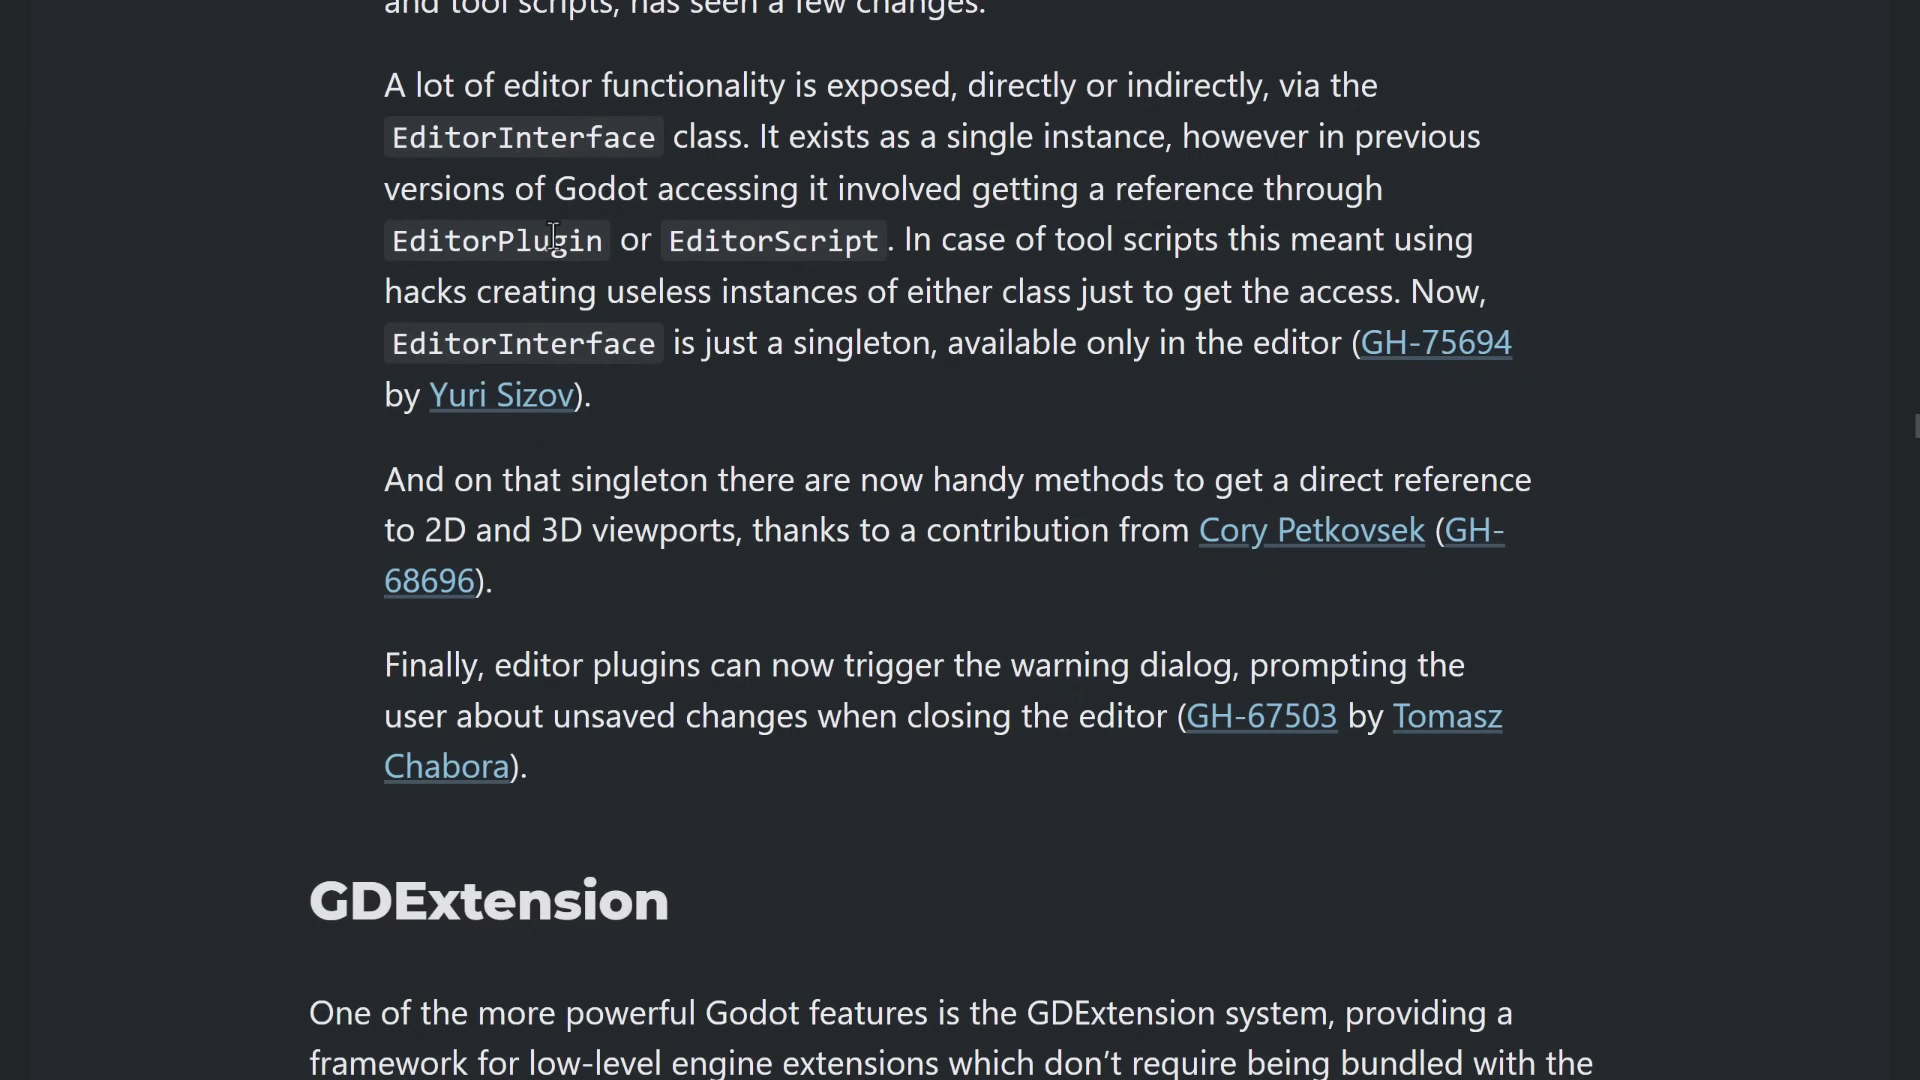 and tool scripts, has seen a few changes.
A lot of editor functionality is exposed, directly or indirectly, via the
EditorInterface class. It exists as a single instance, however in previous
versions of Godot accessing it involved getting a reference through
EditorPlugin or EditorScript. In case of tool scripts this meant using
hacks creating useless instances of either class just to get the access. Now,
EditorInterface is just a singleton, available only in the editor (GH-75694
by Yuri Sizov).
And on that singleton there are now handy methods to get a direct reference
to 2D and 3D viewports, thanks to a contribution from Cory Petkovsek (GH-
68696).
Finally, editor plugins can now trigger the warning dialog, prompting the
user about unsaved changes when closing the editor (GH-67503 by Tomasz
Chabora).
GDExtension
One of the more powerful Godot features is the GDExtension system, providing a
framework for low-level engine extensions which don’t require being bundled with the